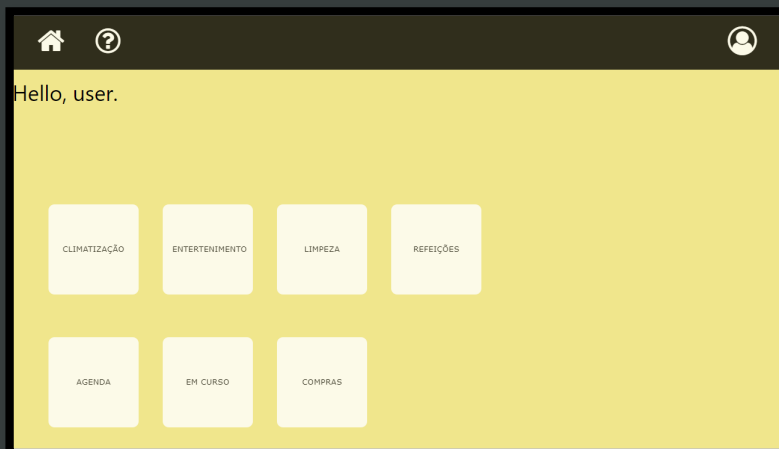 Hello, user.
CLIMATIZAÇÃO
ENTERTENIMENTO
LIMPEZA
REFEIÇÕES
AGENDA
EM CURSO
COMPRAS